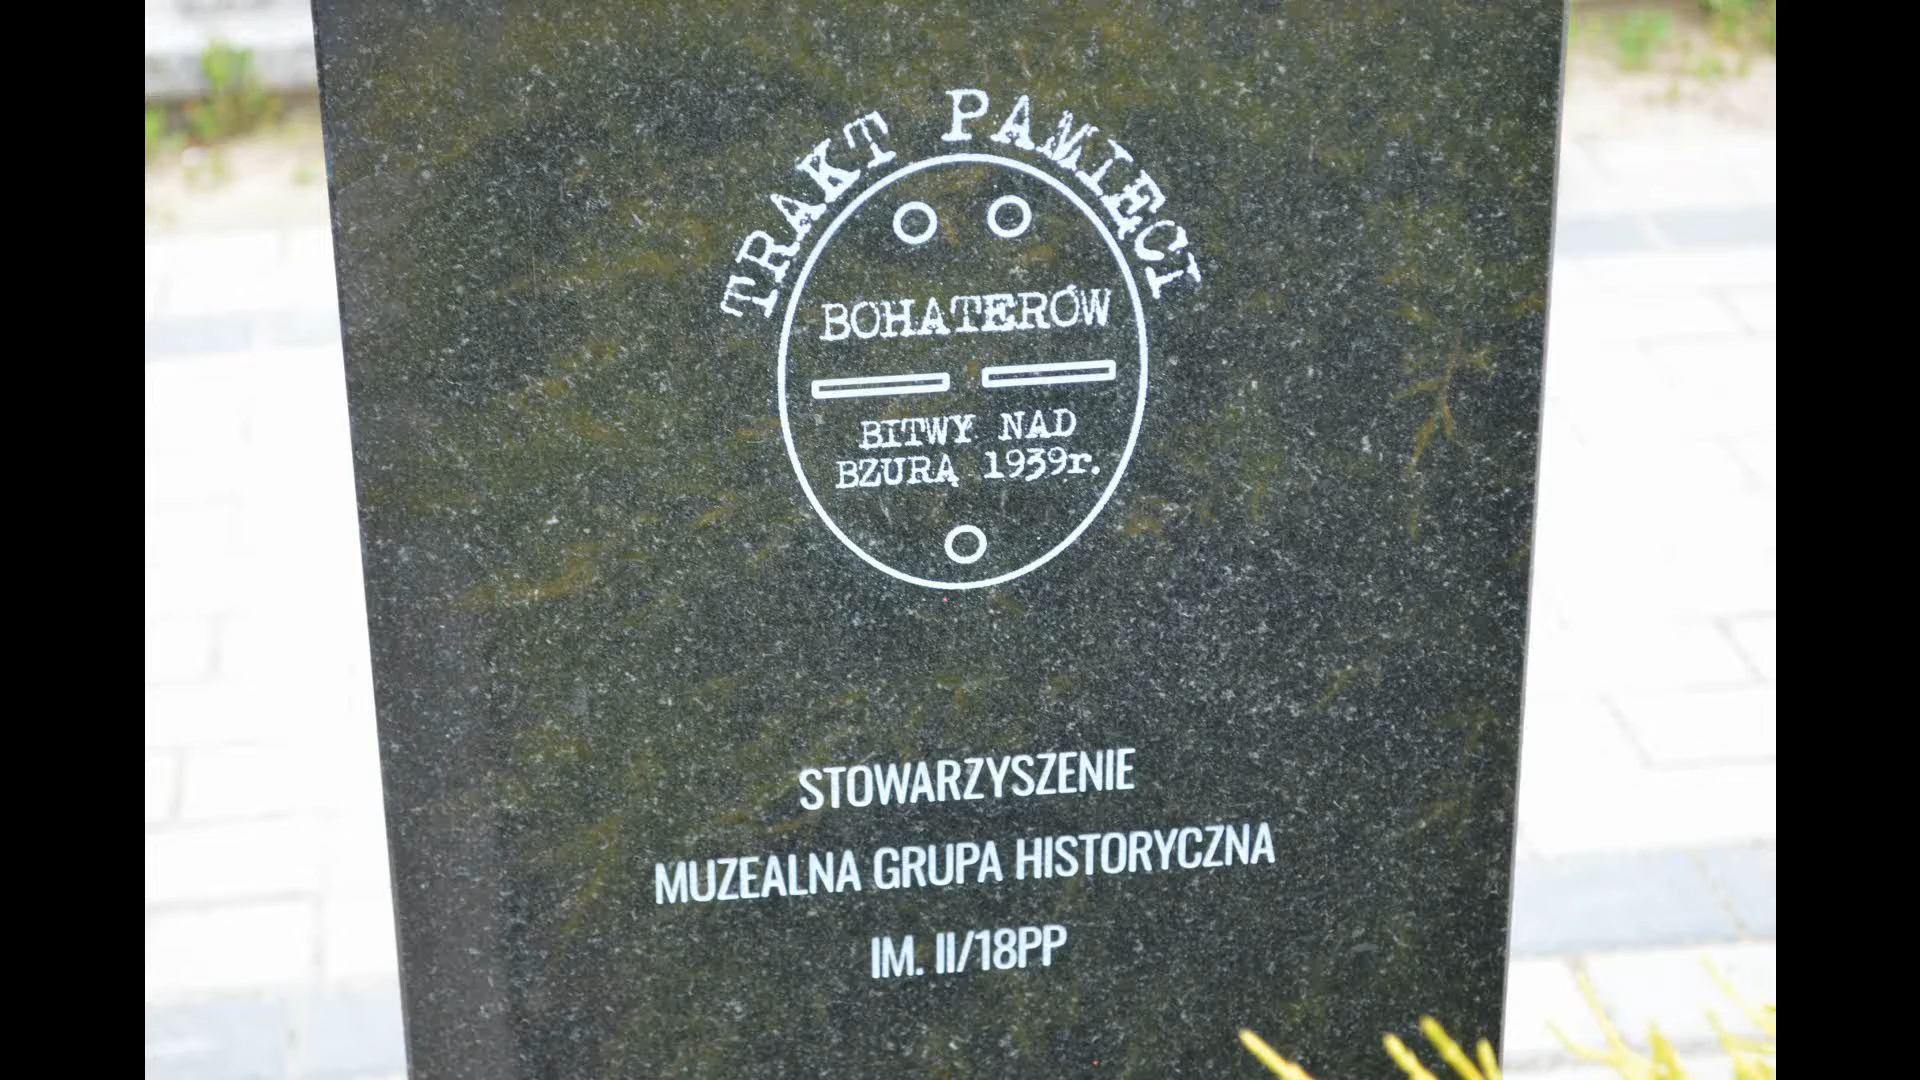 TRAKT PAMIĘCI
BOHATERÓW
BITWY NAD
BZURĄ 1939r.
STOWARZYSZENIE
MUZEALNA GRUPA HISTORYCZNA
IM. II/18PP